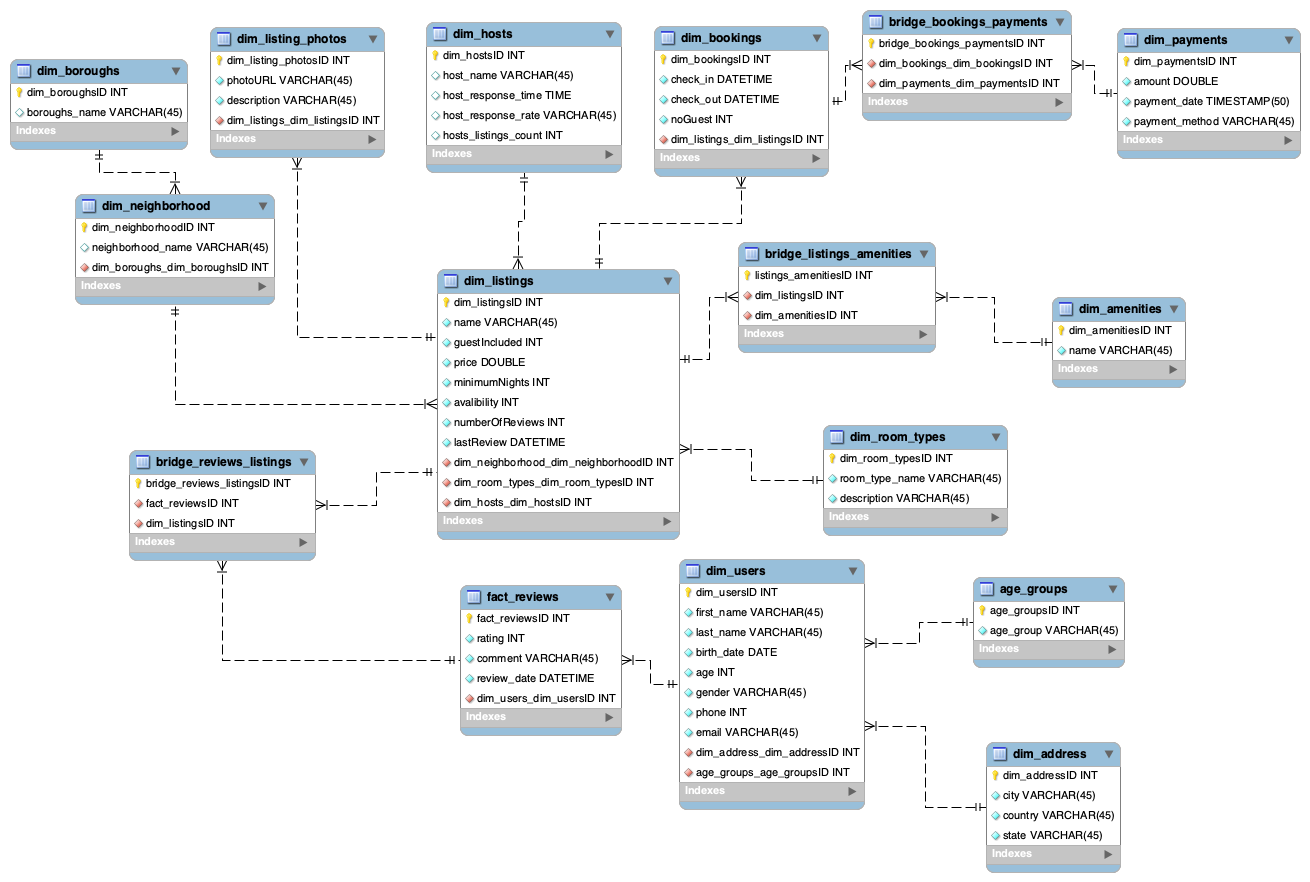 dim_boroughs
dim_boroughsID INT
boroughs_name VARCHAR(45)
Indexes
dim_listing_photos
dim_listing_photosID INT
photoURL VARCHAR(45)
description VARCHAR(45)
dim_listings_dim_listingsID INT
Indexes
dim_hosts
dim_hostsID INT
host_name VARCHAR(45)
host_response_time TIME
host_response_rate VARCHAR(45)
hosts_listings_count INT
Indexes
dim_bookings
dim_bookingsID INT
check_in DATETIME
check_out DATETIME
noGuest INT
dim_listings_dim_listingsID INT
Indexes
bridge_bookings_payments
bridge_bookings_paymentsID INT
dim_bookings_dim_bookingsID INT
dim_payments_dim_paymentsID INT
Indexes
dim_payments
dim_paymentsID INT
amount DOUBLE
payment_date TIMESTAMP(50)
payment_method VARCHAR(45)
Indexes
dim_neighborhood
dim_neighborhoodID INT
neighborhood_name VARCHAR(45)
dim_boroughs_dim_boroughsID INT
Indexes
dim_listings
dim_listingsID INT
name VARCHAR(45)
guestIncluded INT
price DOUBLE
minimumNights INT
avalibility INT
numberOfReviews INT
lastReview DATETIME
dim_neighborhood_dim_neighborhoodID INT
dim_room_types_dim_room_typesID INT
dim_hosts_dim_hostsID INT
Indexes
bridge_listings_amenities
listings_amenitiesID INT
dim_listingsID INT
dim_amenitiesID INT
Indexes
dim_amenities
dim_amenitiesID INT
name VARCHAR(45)
Indexes
dim_room_types
dim_room_typesID INT
room_type_name VARCHAR(45)
description VARCHAR(45)
Indexes
bridge_reviews_listings
bridge_reviews_listingsID INT
fact_reviewsID INT
dim_listingsID INT
Indexes
fact_reviews
fact_reviewsID INT
rating INT
comment VARCHAR(45)
review_date DATETIME
dim_users_dim_usersID INT
Indexes
dim_users
dim_usersID INT
first_name VARCHAR(45)
last_name VARCHAR(45)
birth_date DATE
age INT
gender VARCHAR(45)
phone INT
email VARCHAR(45)
dim_address_dim_addressID INT
age_groups_age_groupsID INT
Indexes
age_groups
age_groupsID INT
age_group VARCHAR(45)
Indexes
dim_address
dim_addressID INT
city VARCHAR(45)
country VARCHAR(45)
state VARCHAR(45)
Indexes